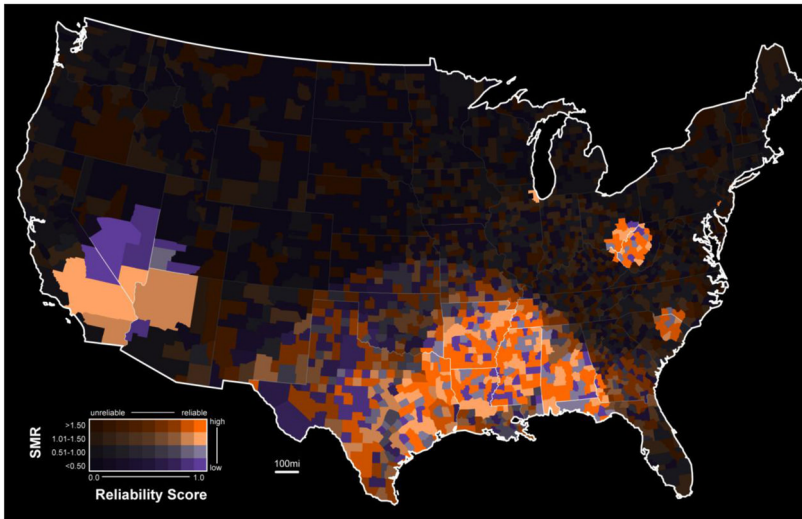 unreliable reliable
>1.50
1.01-1.50
0.51-1.00
<0.50
high
low
SMR
0.0 1.0
Reliability Score
100mi